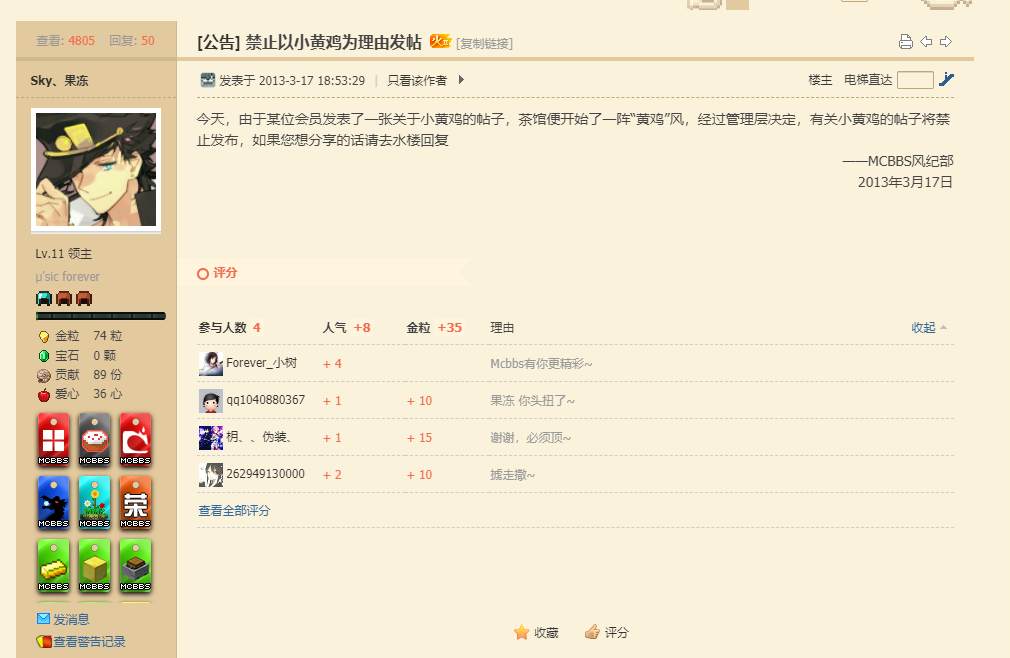 查看: 4805 | 回复: 50
[公告] 禁止以小黄鸡为理由发帖 火 [复制链接]
Sky、果冻
发表于 2013-3-17 18:53:29 | 只看该作者
楼主 电梯直达
今天，由于某位会员发表了一张关于小黄鸡的帖子，茶馆便开始了一阵“黄鸡”风，经过管理层决定，有关小黄鸡的帖子将禁
止发布，如果您想分享的话请去水楼回复
——MCBBS风纪部
2013年3月17日
Lv.11 领主
μ'sic forever
金粒 74 粒
宝石 0 颗
贡献 89 份
爱心 36 心
MCBBS MCBBS MCBBS
荣
MCBBS MCBBS MCBBS
MCBBS MCBBS MCBBS
发消息
查看警告记录
评分
参与人数 4 人气 +8 金粒 +35 理由 收起
Forever_小树 + 4 Mcbbs有你更精彩~
qq1040880367 + 1 + 10 果冻 你头扭了~
枂、、伪装、 + 1 + 15 谢谢，必须顶~
262949130000 + 2 + 10 掳走撒~
查看全部评分
收藏 评分